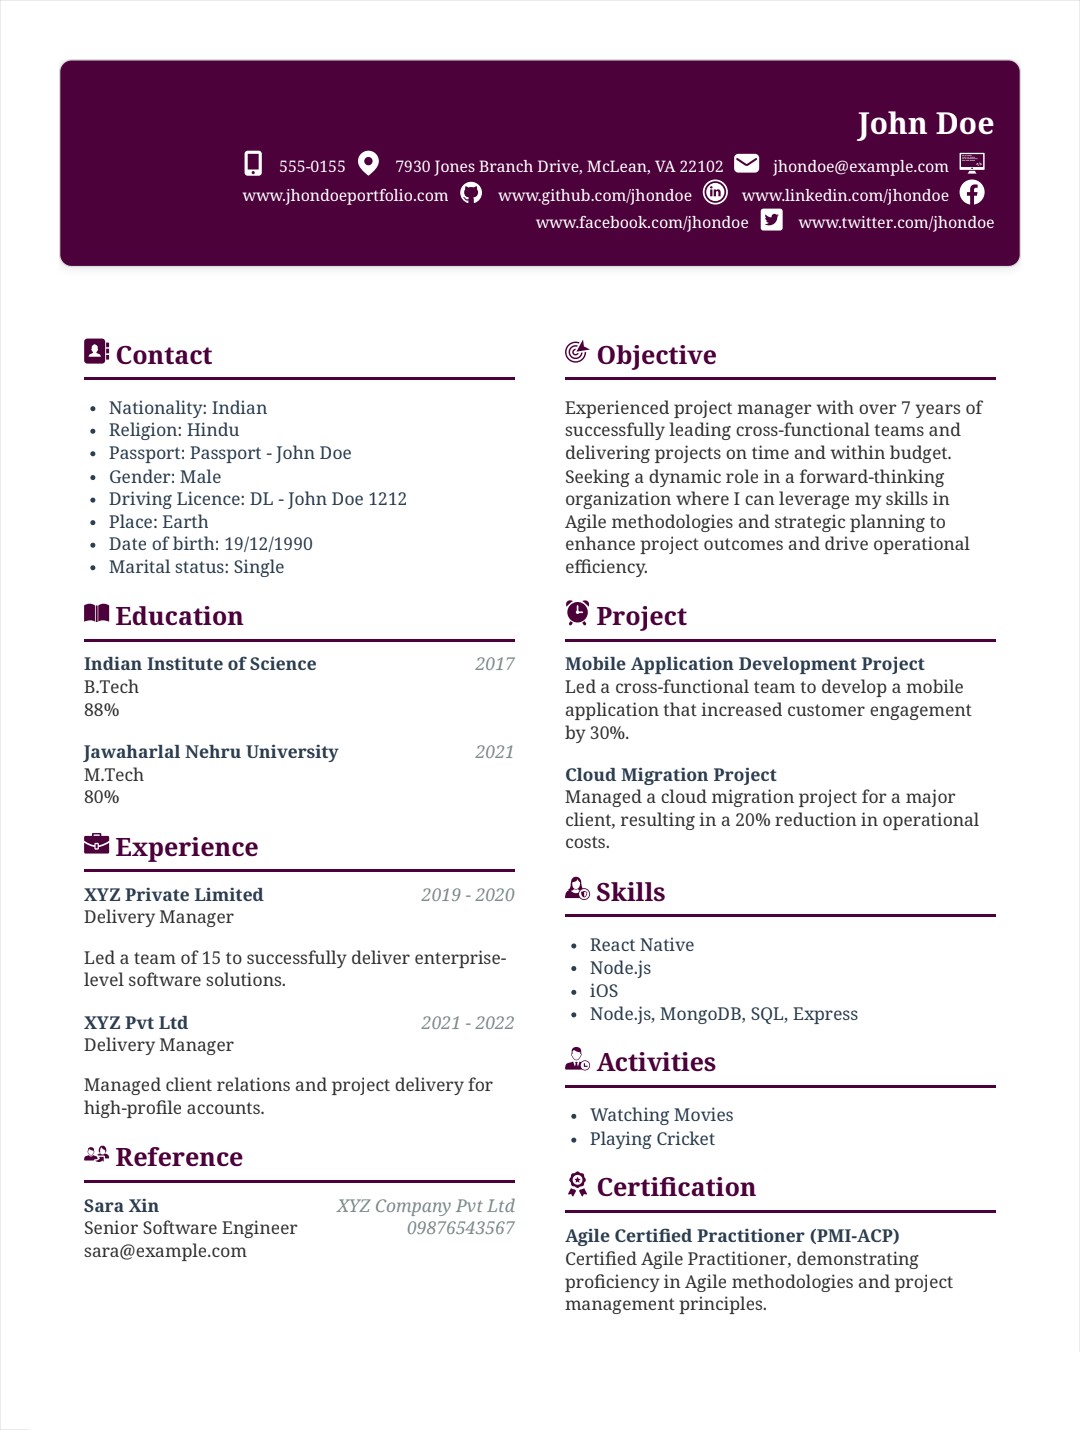 John Doe
555-0155 7930 Jones Branch Drive, McLean, VA 22102 jhondoe@example.com
www.jhondoeportfolio.com www.github.com/jhondoe www.linkedin.com/jhondoe
www.facebook.com/jhondoe www.twitter.com/jhondoe
Contact
• Nationality: Indian
• Religion: Hindu
• Passport: Passport - John Doe
• Gender: Male
• Driving Licence: DL - John Doe 1212
• Place: Earth
• Date of birth: 19/12/1990
• Marital status: Single
Education
Indian Institute of Science 2017
B.Tech
88%
Jawaharlal Nehru University 2021
M.Tech
80%
Experience
XYZ Private Limited 2019 - 2020
Delivery Manager
Led a team of 15 to successfully deliver enterprise-
level software solutions.
XYZ Pvt Ltd 2021 - 2022
Delivery Manager
Managed client relations and project delivery for
high-profile accounts.
Reference
Sara Xin XYZ Company Pvt Ltd
Senior Software Engineer 09876543567
sara@example.com
Objective
Experienced project manager with over 7 years of
successfully leading cross-functional teams and
delivering projects on time and within budget.
Seeking a dynamic role in a forward-thinking
organization where I can leverage my skills in
Agile methodologies and strategic planning to
enhance project outcomes and drive operational
efficiency.
Project
Mobile Application Development Project
Led a cross-functional team to develop a mobile
application that increased customer engagement
by 30%.
Cloud Migration Project
Managed a cloud migration project for a major
client, resulting in a 20% reduction in operational
costs.
Skills
• React Native
• Node.js
• iOS
• Node.js, MongoDB, SQL, Express
Activities
• Watching Movies
• Playing Cricket
Certification
Agile Certified Practitioner (PMI-ACP)
Certified Agile Practitioner, demonstrating
proficiency in Agile methodologies and project
management principles.